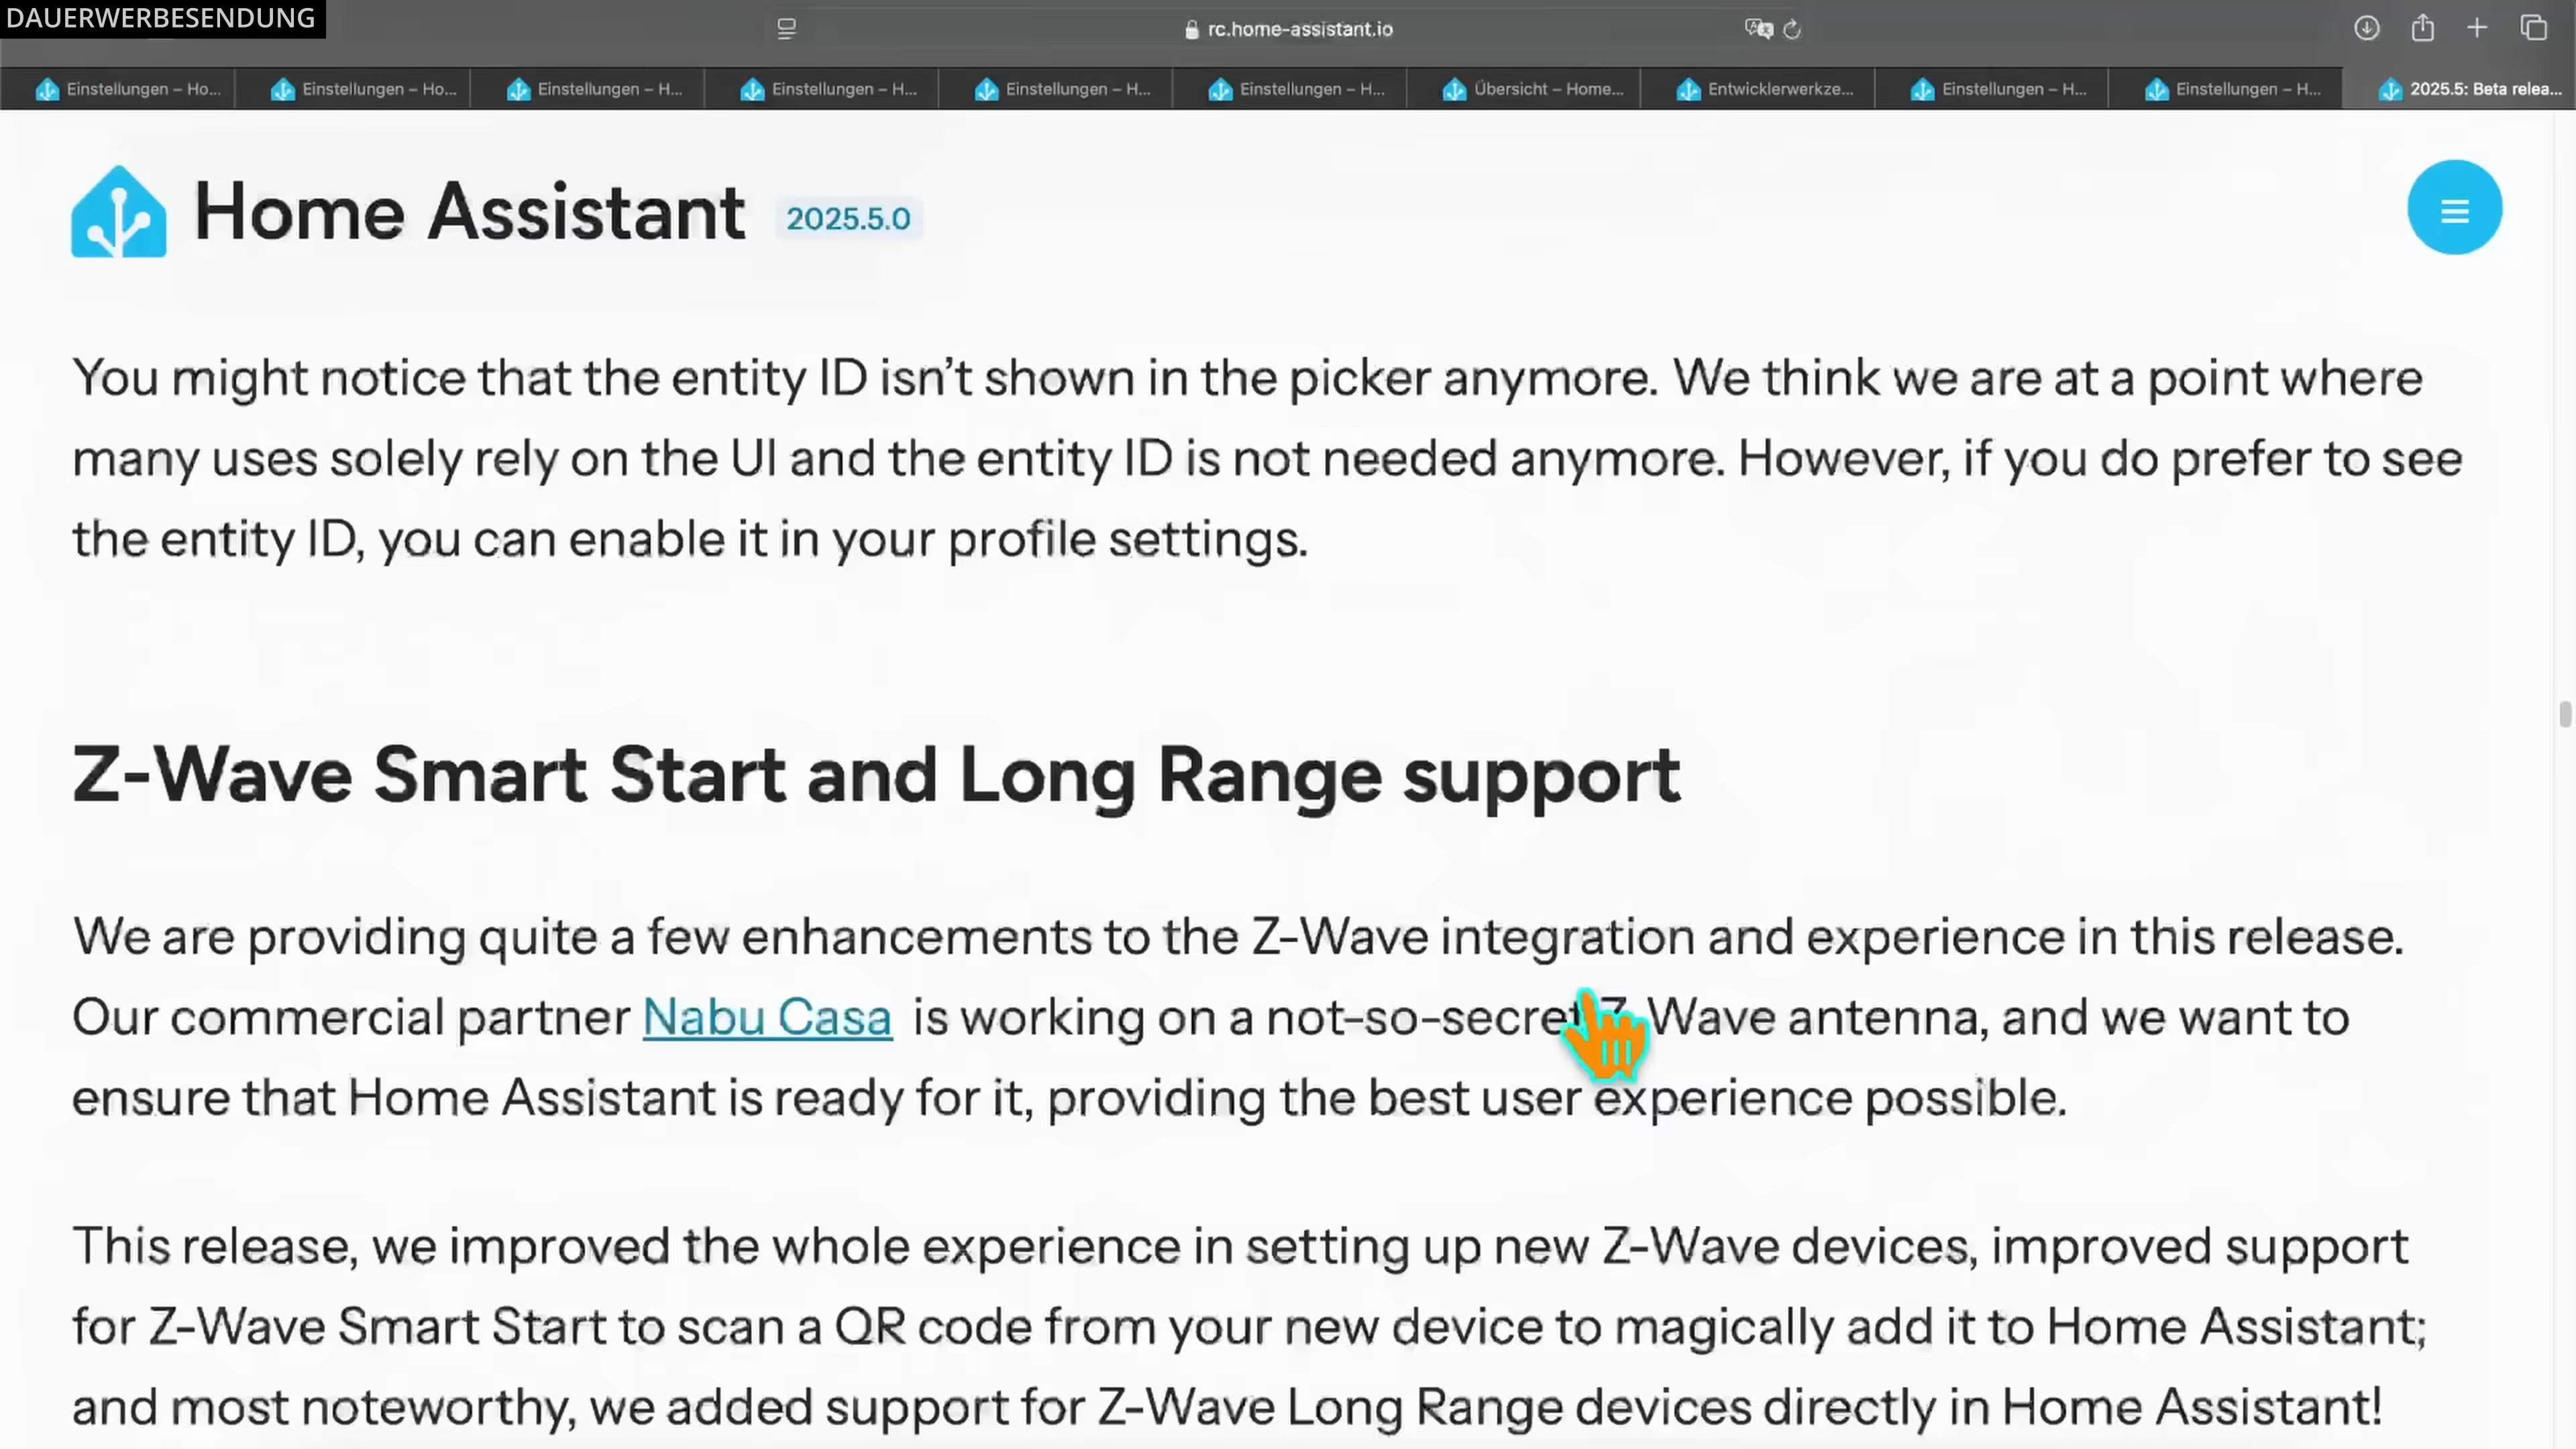 DAUERWERBESENDUNG
rc.home-assistant.io
Einstellungen – Ho...
Einstellungen – Ho...
Einstellungen – H...
Einstellungen – H...
Einstellungen – H...
Einstellungen – H...
Übersicht – Home...
Entwicklerwerkze...
Einstellungen – H...
Einstellungen – H...
2025.5: Beta relea...
Home Assistant 2025.5.0
You might notice that the entity ID isn't shown in the picker anymore. We think we are at a point where
many uses solely rely on the UI and the entity ID is not needed anymore. However, if you do prefer to see
the entity ID, you can enable it in your profile settings.
Z-Wave Smart Start and Long Range support
We are providing quite a few enhancements to the Z-Wave integration and experience in this release.
Our commercial partner Nabu Casa is working on a not-so-secret Z-Wave antenna, and we want to
ensure that Home Assistant is ready for it, providing the best user experience possible.
This release, we improved the whole experience in setting up new Z-Wave devices, improved support
for Z-Wave Smart Start to scan a QR code from your new device to magically add it to Home Assistant;
and most noteworthy, we added support for Z-Wave Long Range devices directly in Home Assistant!